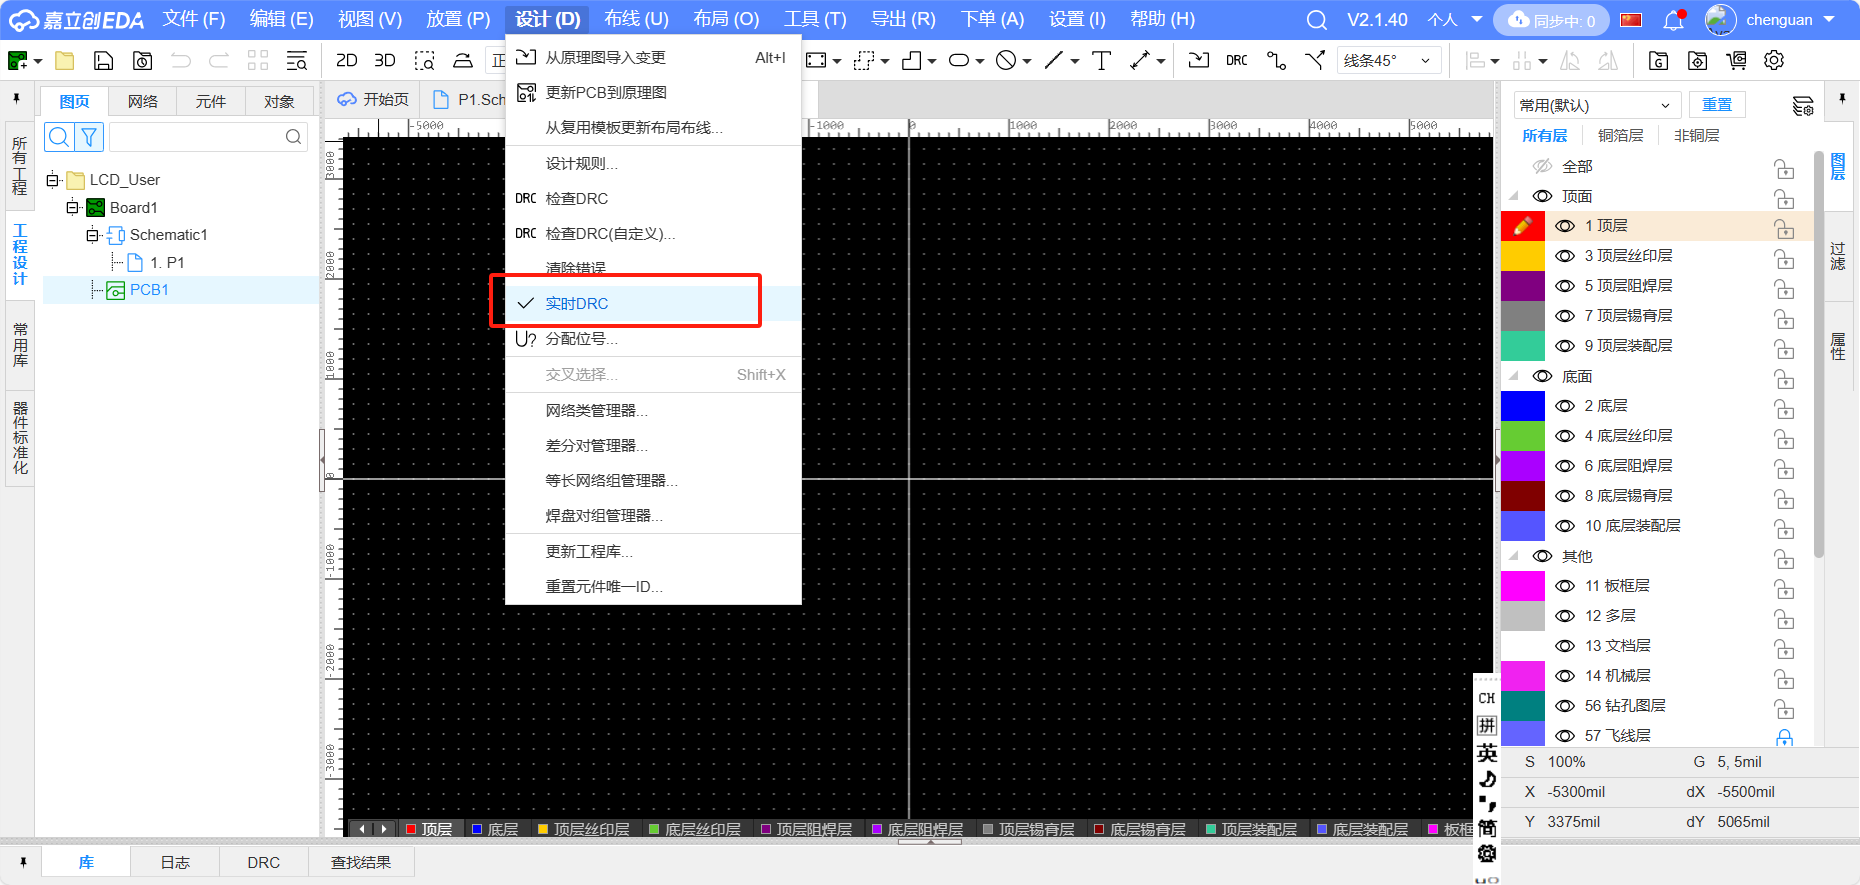 嘉立创EDA 文件 (F) 编辑 (E) 视图 (V) 放置 (P) 设计 (D) 布线 (U) 布局 (O) 工具 (T) 导出 (R) 下单 (A) 设置 (I) 帮助 (H) V2.1.40 个人 同步中: 0 chenguan
2D 3D 正 DRC 线条45°
图页 网络 元件 对象
开始页 P1.Sch
所有工程
工程设计
常用库
器件标准化
LCD_User
Board1
Schematic1
1. P1
PCB1
从原理图导入变更 Alt+I
更新PCB到原理图
从复用模板更新布局布线...
设计规则...
DRC 检查DRC
DRC 检查DRC(自定义)...
清除错误
实时DRC
U? 分配位号...
交叉选择... Shift+X
网络类管理器...
差分对管理器...
等长网络组管理器...
焊盘对组管理器...
更新工程库...
重置元件唯一ID...
-5000 -1000 0 1000 2000 3000 4000 5000
3000
2000
1000
0
-1000
-2000
-3000
常用(默认) 重置
所有层 铜箔层 非铜层
全部
顶面
1 顶层
3 顶层丝印层
5 顶层阻焊层
7 顶层锡膏层
9 顶层装配层
底面
2 底层
4 底层丝印层
6 底层阻焊层
8 底层锡膏层
10 底层装配层
其他
11 板框层
12 多层
13 文档层
14 机械层
56 钻孔图层
57 飞线层
图层
过滤
属性
S 100% G 5, 5mil
X -5300mil dX -5500mil
Y 3375mil dY 5065mil
CH
拼
英
简
顶层 底层 顶层丝印层 底层丝印层 顶层阻焊层 底层阻焊层 顶层锡膏层 底层锡膏层 顶层装配层 底层装配层 板框
库 日志 DRC 查找结果